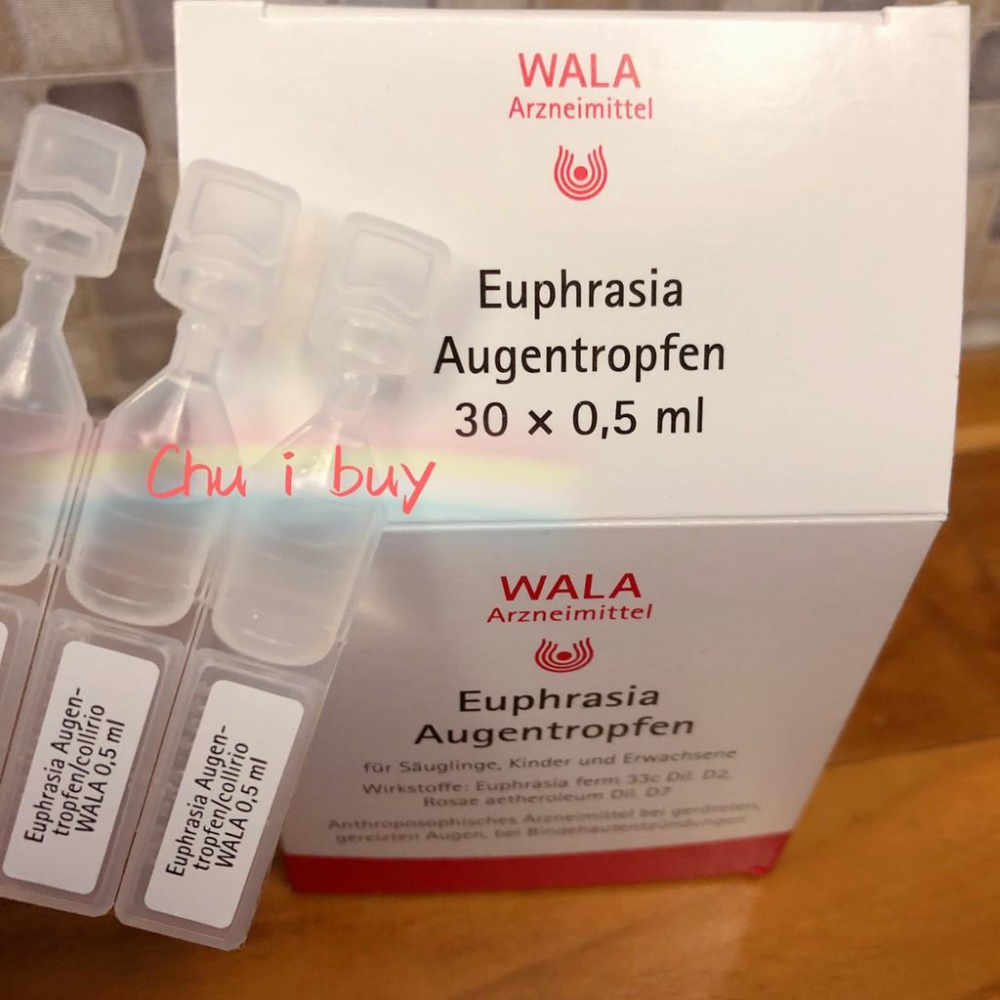 WALA
Arzneimittel
Euphrasia
Augentropfen
30 × 0,5 ml
Chu i buy
WALA
Arzneimittel
Euphrasia
Augentropfen
für Säuglinge, Kinder und Erwachsene
Wirkstoffe: Euphrasia ferm 33c Dil. D2,
Rosae aetheroleum Dil. D7
Anthroposophisches Arzneimittel bei geröteten,
gereizten Augen, bei Bindehautentzündungen
Euphrasia Augen-
tropfen/collirio
WALA 0,5 ml
Euphrasia Augen-
tropfen/collirio
WALA 0,5 ml